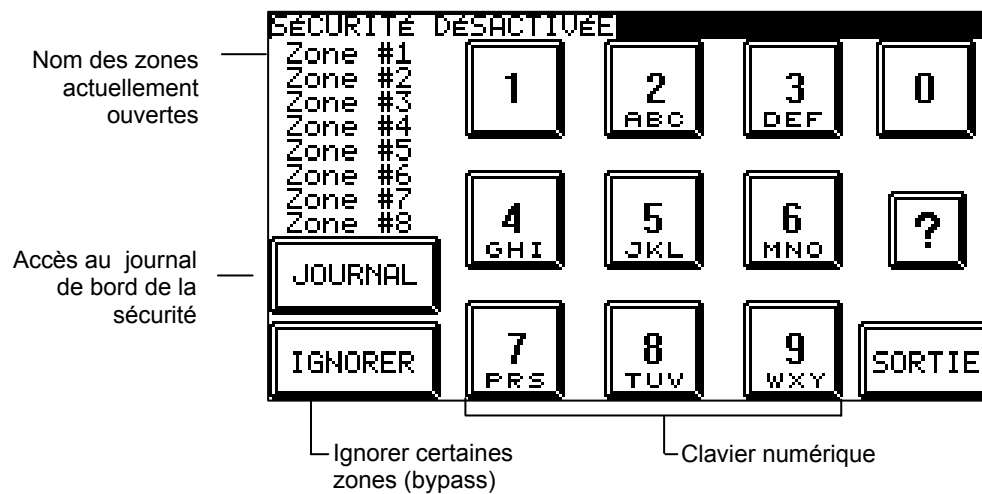 SéCURITé DéSACTIVéE
Nom des zones
actuellement
ouvertes
Zone #1
Zone #2
Zone #3
Zone #4
Zone #5
Zone #6
Zone #7
Zone #8
1
2
ABC
3
DEF
0
4
GHI
5
JKL
6
MNO
?
Accès au journal
de bord de la
sécurité
JOURNAL
IGNORER
7
PRS
8
TUV
9
WXY
SORTIE
Ignorer certaines
zones (bypass)
Clavier numérique